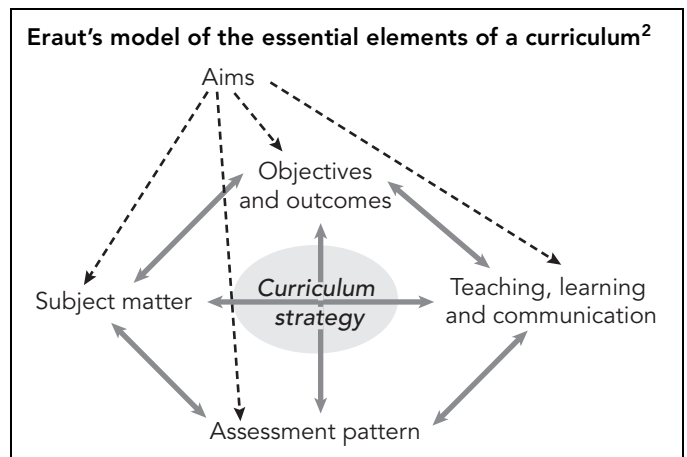 Eraut’s model of the essential elements of a curriculum²
Aims
Objectives
and outcomes
Subject matter
Curriculum
strategy
Teaching, learning
and communication
Assessment pattern